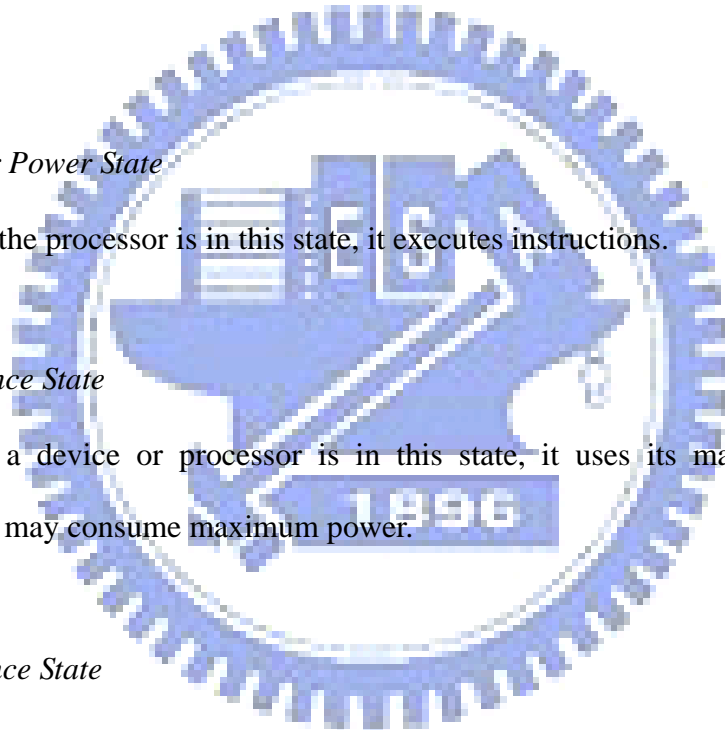 Power State
the processor is in this state, it executes instructions.
nce State
a device or processor is in this state, it uses its ma
1896
may consume maximum power.
nce State